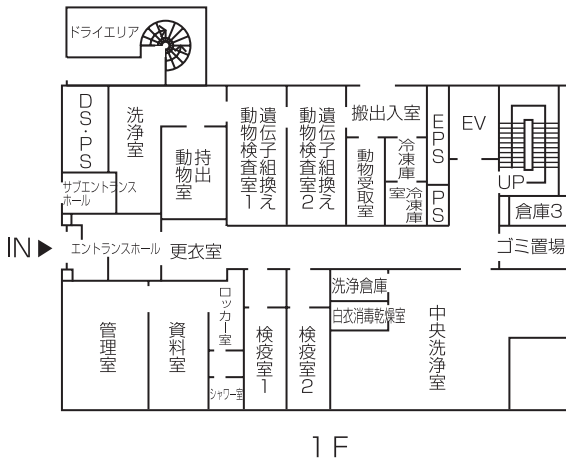 ドライエリア
DS・PS
洗浄室
持出
動物室
遺伝子組換え
動物検査室1
遺伝子組換え
動物検査室2
搬出入室
動物受取室
冷凍庫
冷凍庫
室
EPS
PS
EV
UP
倉庫3
ゴミ置場
サブエントランス
ホール
IN
エントランスホール
更衣室
管理室
資料室
ロッカー室
シャワー室
検疫室1
検疫室2
洗浄倉庫
白衣消毒乾燥室
中央洗浄室
1F